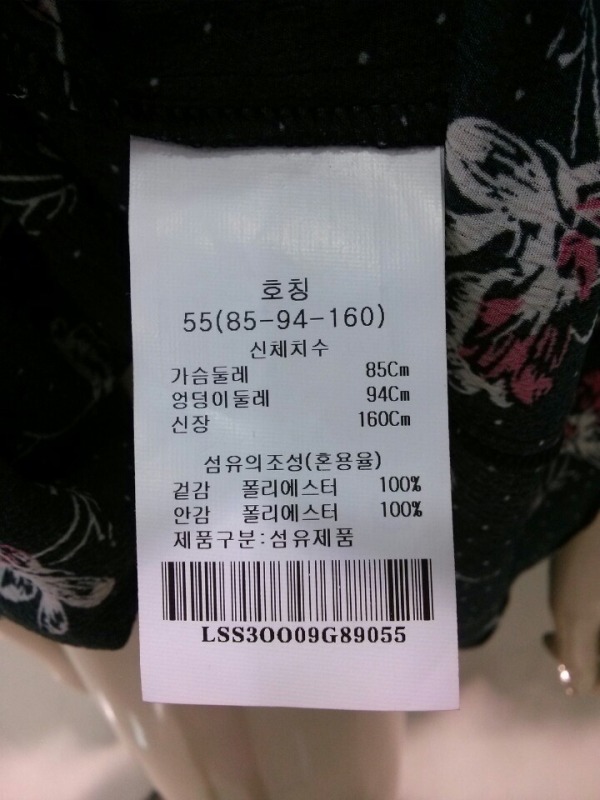 호칭
55(85-94-160)
신체치수
가슴둘레 85Cm
엉덩이둘레 94Cm
신장 160Cm
섬유의조성(혼용율)
겉감 폴리에스터 100%
안감 폴리에스터 100%
제품구분:섬유제품
LSS3OO09G89055